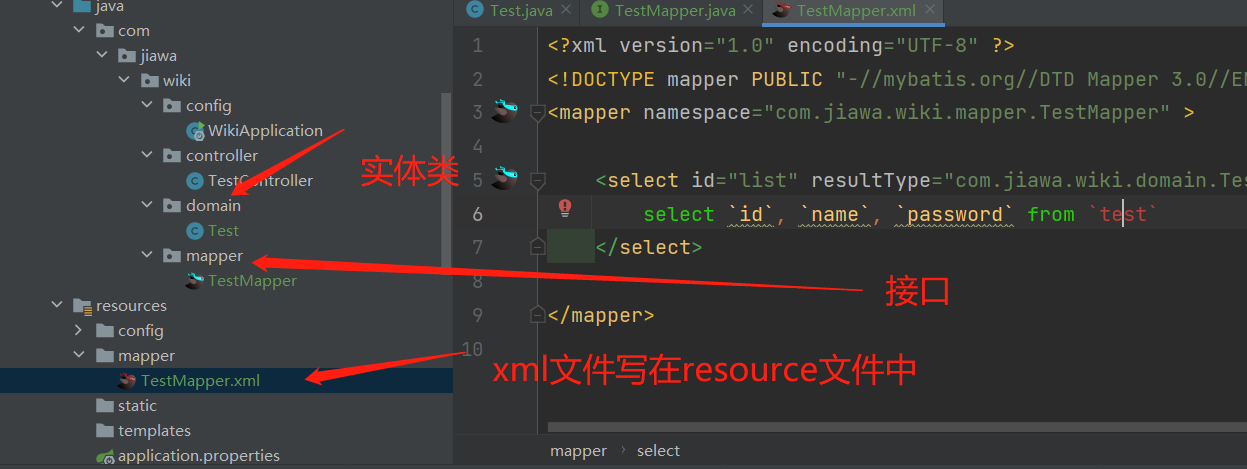 java
com
jiawa
wiki
config
WikiApplication
controller
TestController
domain
Test
mapper
TestMapper
resources
config
mapper
TestMapper.xml
static
templates
application.properties
实体类
接口
xml文件写在resource文件中
Test.java
TestMapper.java
TestMapper.xml
1 <?xml version="1.0" encoding="UTF-8" ?>
2 <!DOCTYPE mapper PUBLIC "-//mybatis.org//DTD Mapper 3.0//E
3 <mapper namespace="com.jiawa.wiki.mapper.TestMapper" >
4
5 <select id="list" resultType="com.jiawa.wiki.domain.Te
6 select `id`, `name`, `password` from `test`
7 </select>
8
9 </mapper>
10
mapper › select